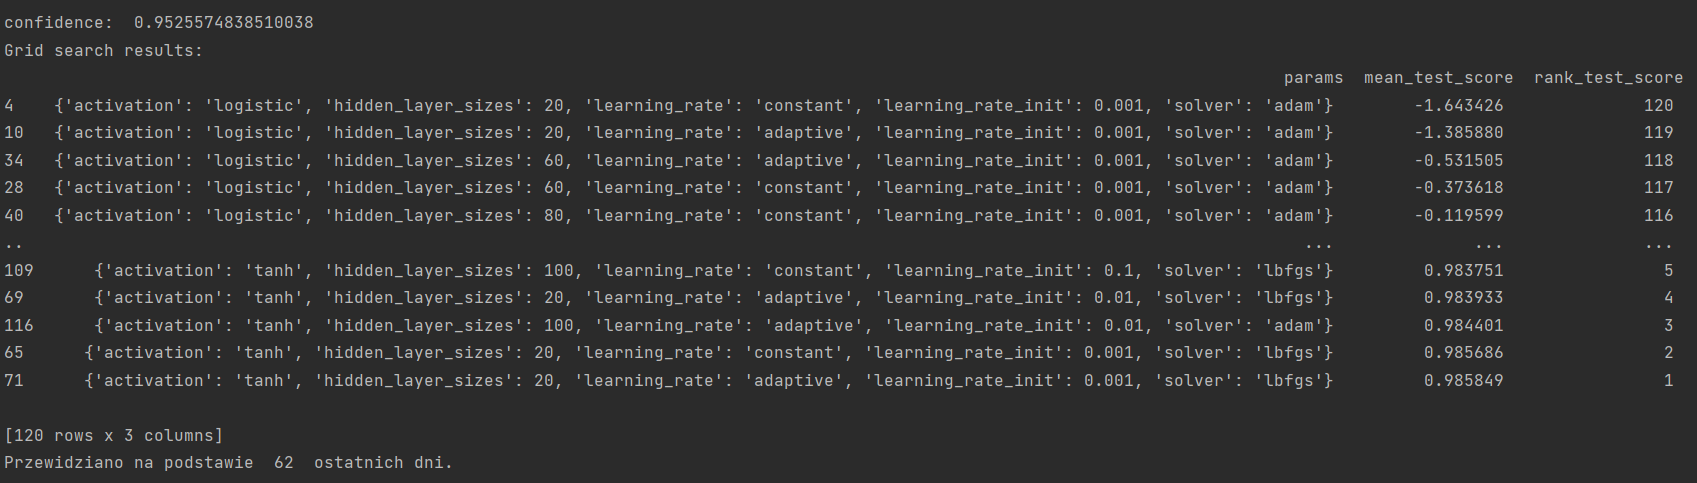 confidence:  0.9525574838510038
Grid search results:
params  mean_test_score  rank_test_score
4    {'activation': 'logistic', 'hidden_layer_sizes': 20, 'learning_rate': 'constant', 'learning_rate_init': 0.001, 'solver': 'adam'}        -1.643426              120
10   {'activation': 'logistic', 'hidden_layer_sizes': 20, 'learning_rate': 'adaptive', 'learning_rate_init': 0.001, 'solver': 'adam'}        -1.385880              119
34   {'activation': 'logistic', 'hidden_layer_sizes': 60, 'learning_rate': 'adaptive', 'learning_rate_init': 0.001, 'solver': 'adam'}        -0.531505              118
28   {'activation': 'logistic', 'hidden_layer_sizes': 60, 'learning_rate': 'constant', 'learning_rate_init': 0.001, 'solver': 'adam'}        -0.373618              117
40   {'activation': 'logistic', 'hidden_layer_sizes': 80, 'learning_rate': 'constant', 'learning_rate_init': 0.001, 'solver': 'adam'}        -0.119599              116
..   ...   ...   ...
109      {'activation': 'tanh', 'hidden_layer_sizes': 100, 'learning_rate': 'constant', 'learning_rate_init': 0.1, 'solver': 'lbfgs'}         0.983751                5
69       {'activation': 'tanh', 'hidden_layer_sizes': 20, 'learning_rate': 'adaptive', 'learning_rate_init': 0.01, 'solver': 'lbfgs'}         0.983933                4
116      {'activation': 'tanh', 'hidden_layer_sizes': 100, 'learning_rate': 'adaptive', 'learning_rate_init': 0.01, 'solver': 'adam'}         0.984401                3
65      {'activation': 'tanh', 'hidden_layer_sizes': 20, 'learning_rate': 'constant', 'learning_rate_init': 0.001, 'solver': 'lbfgs'}         0.985686                2
71      {'activation': 'tanh', 'hidden_layer_sizes': 20, 'learning_rate': 'adaptive', 'learning_rate_init': 0.001, 'solver': 'lbfgs'}         0.985849                1
[120 rows x 3 columns]
Przewidziano na podstawie  62  ostatnich dni.